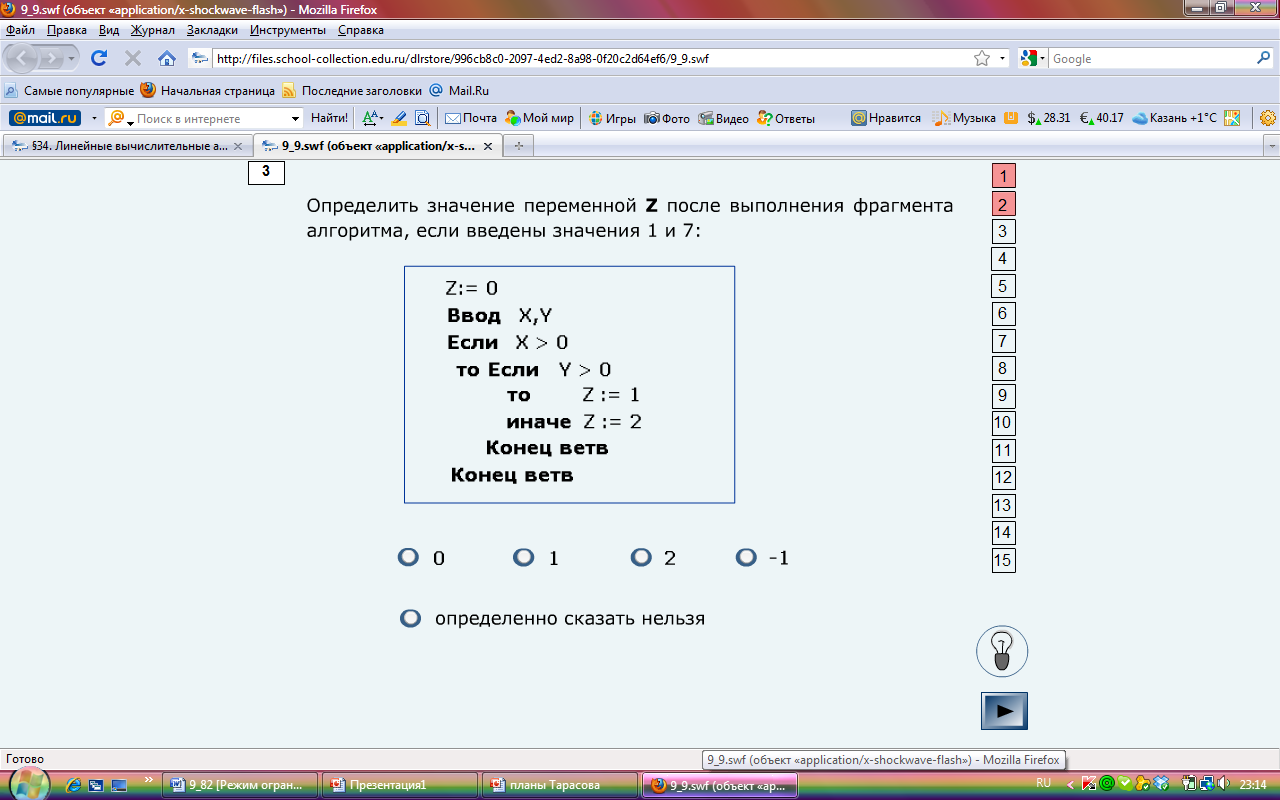 9_9.swf (объект «application/x-shockwave-flash») - Mozilla Firefox
Файл Правка Вид Журнал Закладки Инструменты Справка
http://files.school-collection.edu.ru/dlrstore/996cb8c0-2097-4ed2-8a98-0f20c2d64ef6/9_9.swf Google
Самые популярные Начальная страница Последние заголовки Mail.Ru
@mail.ru Поиск в интернете Найти! Почта Мой мир Игры Фото Видео Ответы Нравится Музыка $ 28.31 € 40.17 Казань +1°C
§34. Линейные вычислительные а... 9_9.swf (объект «application/x-s...
3
Определить значение переменной Z после выполнения фрагмента
алгоритма, если введены значения 1 и 7:
Z:= 0
Ввод X,Y
Если X > 0
то Если Y > 0
то Z := 1
иначе Z := 2
Конец ветв
Конец ветв
0 1 2 -1
определенно сказать нельзя
1
2
3
4
5
6
7
8
9
10
11
12
13
14
15
Готово
9_9.swf (объект «application/x-shockwave-flash») - Mozilla Firefox
9_82 [Режим огран... Презентация1 планы Тарасова 9_9.swf (объект «ap... RU 23:14